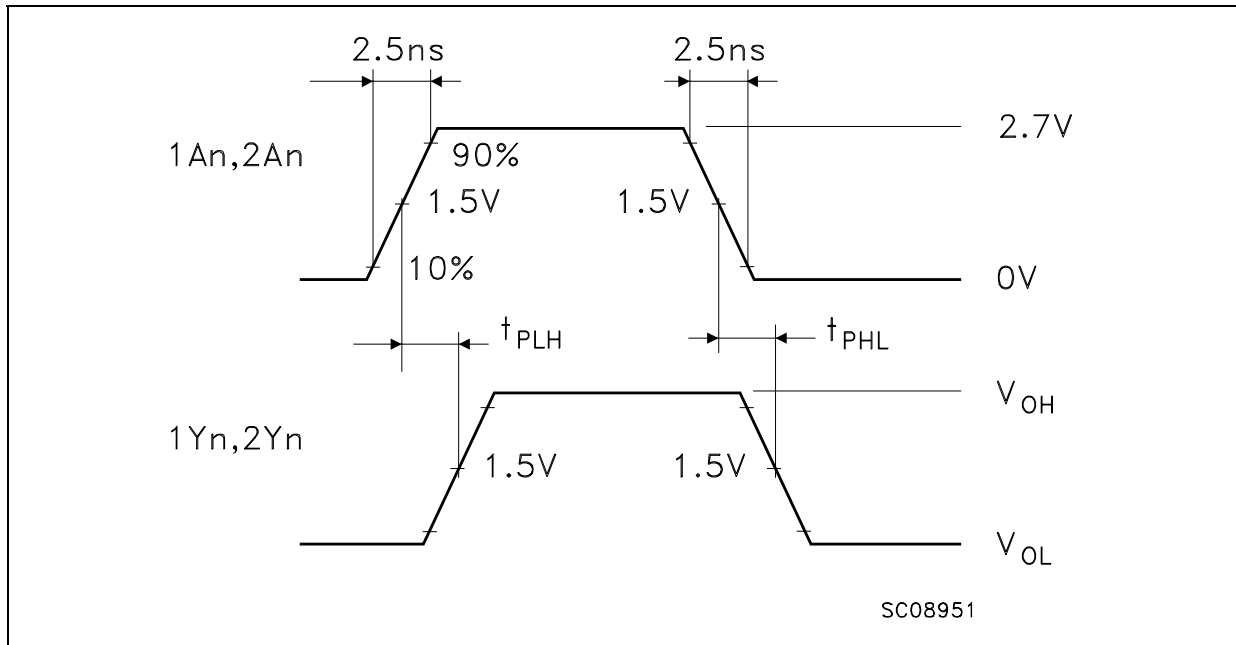 2.5ns 2.5ns
2.7V
1An,2An 90%
1.5V 1.5V
10% 0V
tPLH tPHL
VOH
1Yn,2Yn 1.5V 1.5V
VOL
SC08951